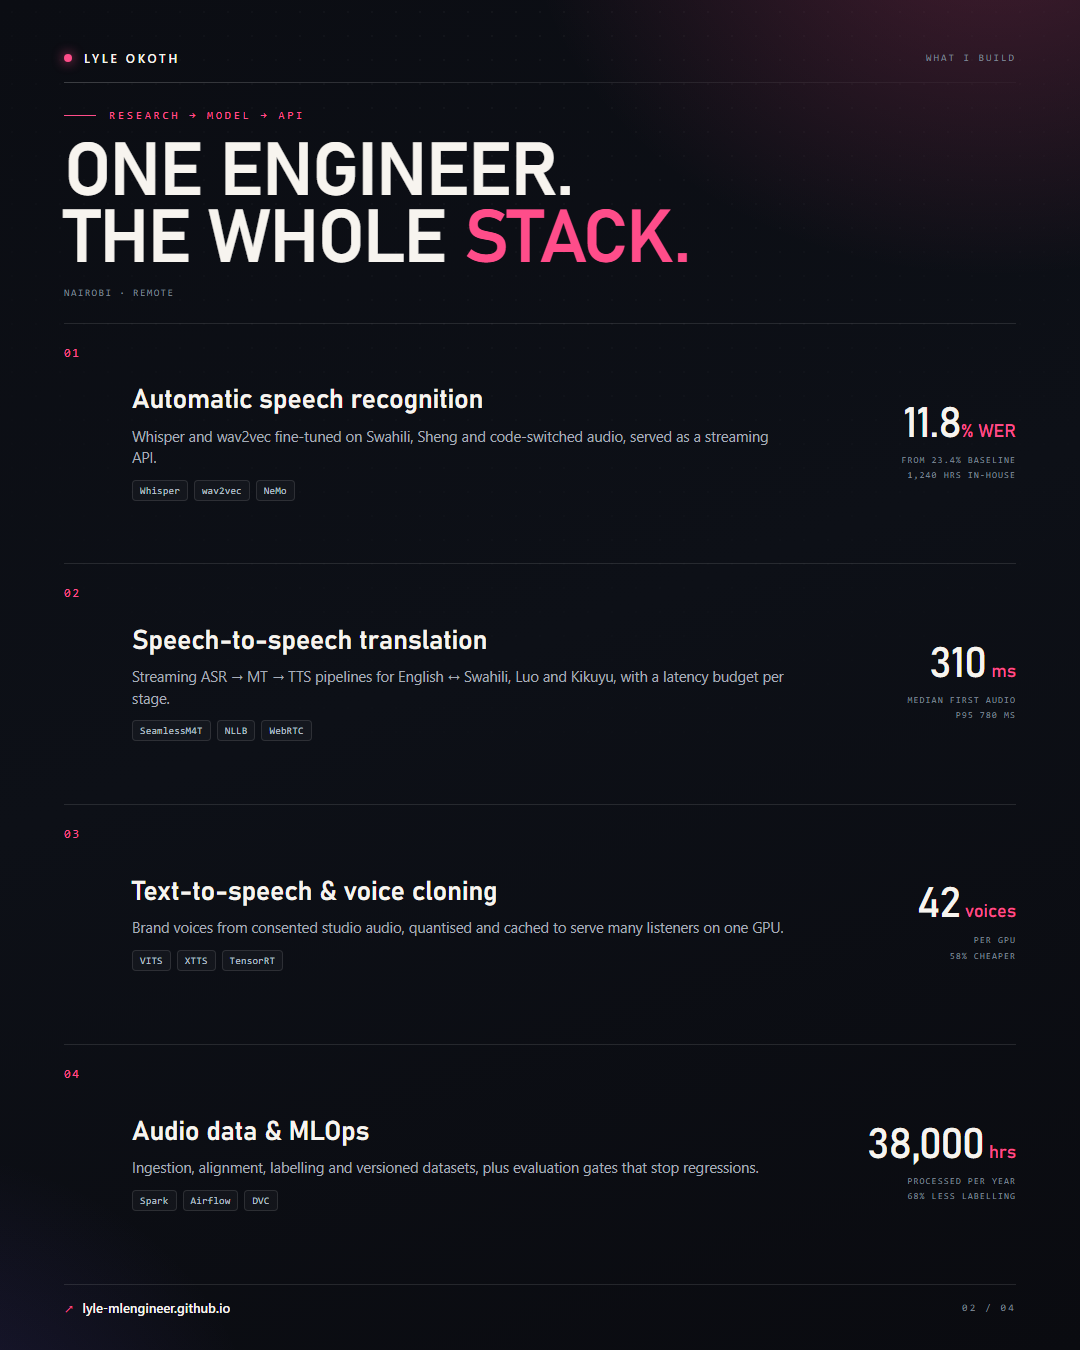 LYLE OKOTH
WHAT I BUILD
RESEARCH → MODEL → API
ONE ENGINEER.
THE WHOLE STACK.
NAIROBI · REMOTE
01
Automatic speech recognition
Whisper and wav2vec fine-tuned on Swahili, Sheng and code-switched audio, served as a streaming
API.
Whisper wav2vec NeMo
11.8% WER
FROM 23.4% BASELINE
1,240 HRS IN-HOUSE
02
Speech-to-speech translation
Streaming ASR → MT → TTS pipelines for English ↔ Swahili, Luo and Kikuyu, with a latency budget per
stage.
SeamlessM4T NLLB WebRTC
310 ms
MEDIAN FIRST AUDIO
P95 780 MS
03
Text-to-speech & voice cloning
Brand voices from consented studio audio, quantised and cached to serve many listeners on one GPU.
VITS XTTS TensorRT
42 voices
PER GPU
58% CHEAPER
04
Audio data & MLOps
Ingestion, alignment, labelling and versioned datasets, plus evaluation gates that stop regressions.
Spark Airflow DVC
38,000 hrs
PROCESSED PER YEAR
68% LESS LABELLING
↗ lyle-mlengineer.github.io
02 / 04